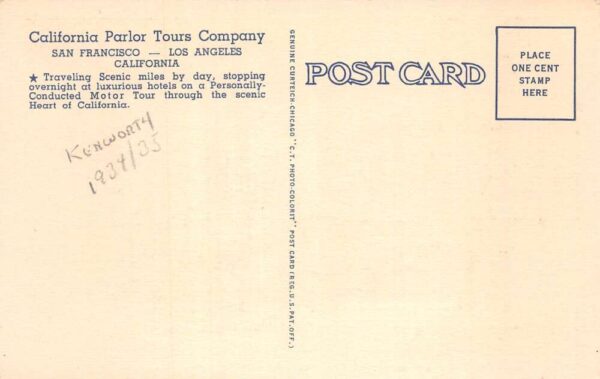 California Parlor Tours Company
SAN FRANCISCO — LOS ANGELES
CALIFORNIA
★ Traveling Scenic miles by day, stopping
overnight at luxurious hotels on a Personally-
Conducted Motor Tour through the scenic
Heart of California.
KENWORTY
1934/35
GENUINE CURTEICH-CHICAGO "C.T. PHOTO-COLORIT" POST CARD (REG. U.S. PAT. OFF.)
POST CARD
PLACE
ONE CENT
STAMP
HERE